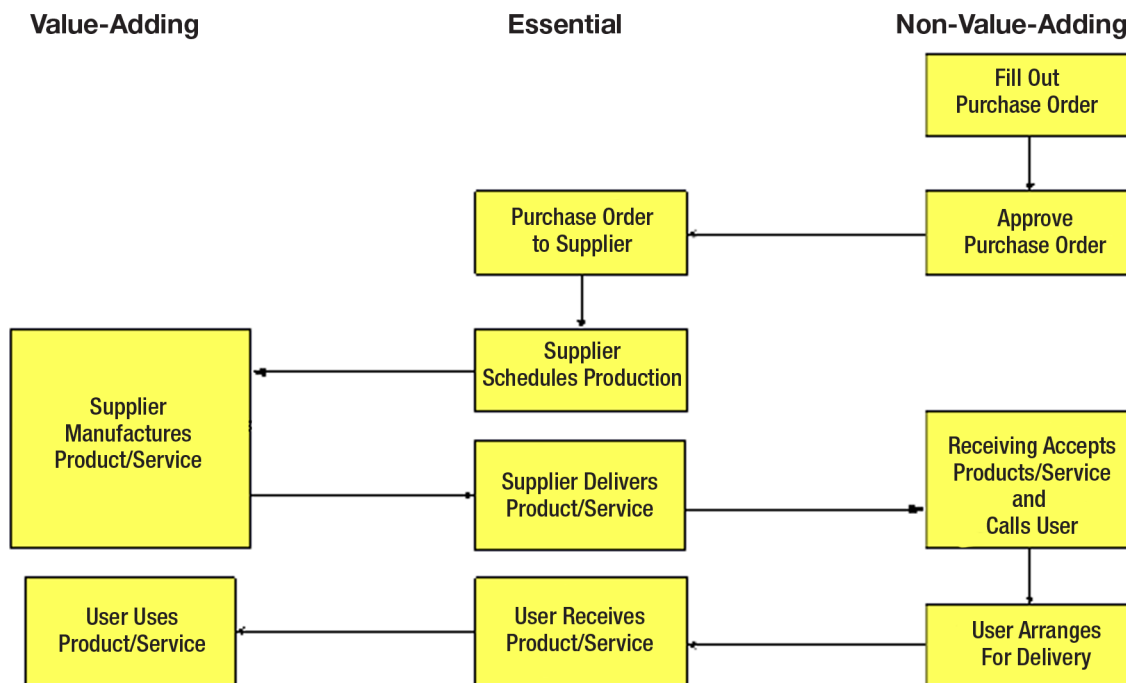 Value-Adding
Essential
Non-Value-Adding
Fill Out
Purchase Order
Purchase Order
to Supplier
Approve
Purchase Order
Supplier
Schedules Production
Supplier
Manufactures
Product/Service
Supplier Delivers
Product/Service
Receiving Accepts
Products/Service
and
Calls User
User Uses
Product/Service
User Receives
Product/Service
User Arranges
For Delivery